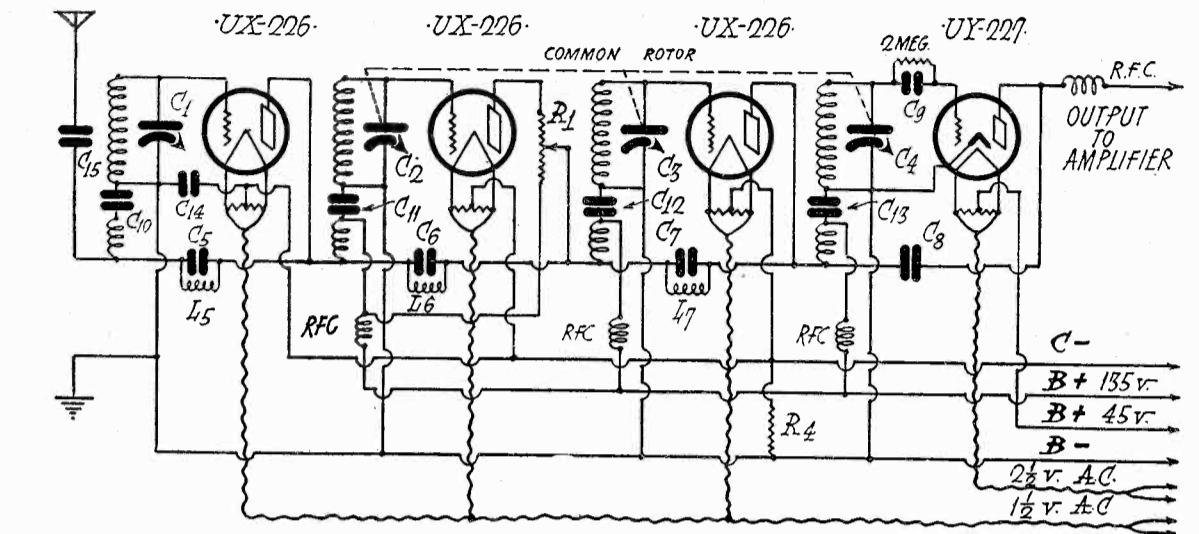 ·UX-226·
·UX-226·
·UX-226·
·UY-227·
COMMON ROTOR
2 MEG.
R.F.C.
OUTPUT
TO
AMPLIFIER
C1
C2
C3
C4
C9
R1
C15
C10
C14
C11
C12
C13
C5
C6
C7
C8
L5
L6
L7
RFC
RFC
RFC
R4
C -
B + 135 v.
B + 45 v.
B -
2½ v. A.C.
1½ v. A.C